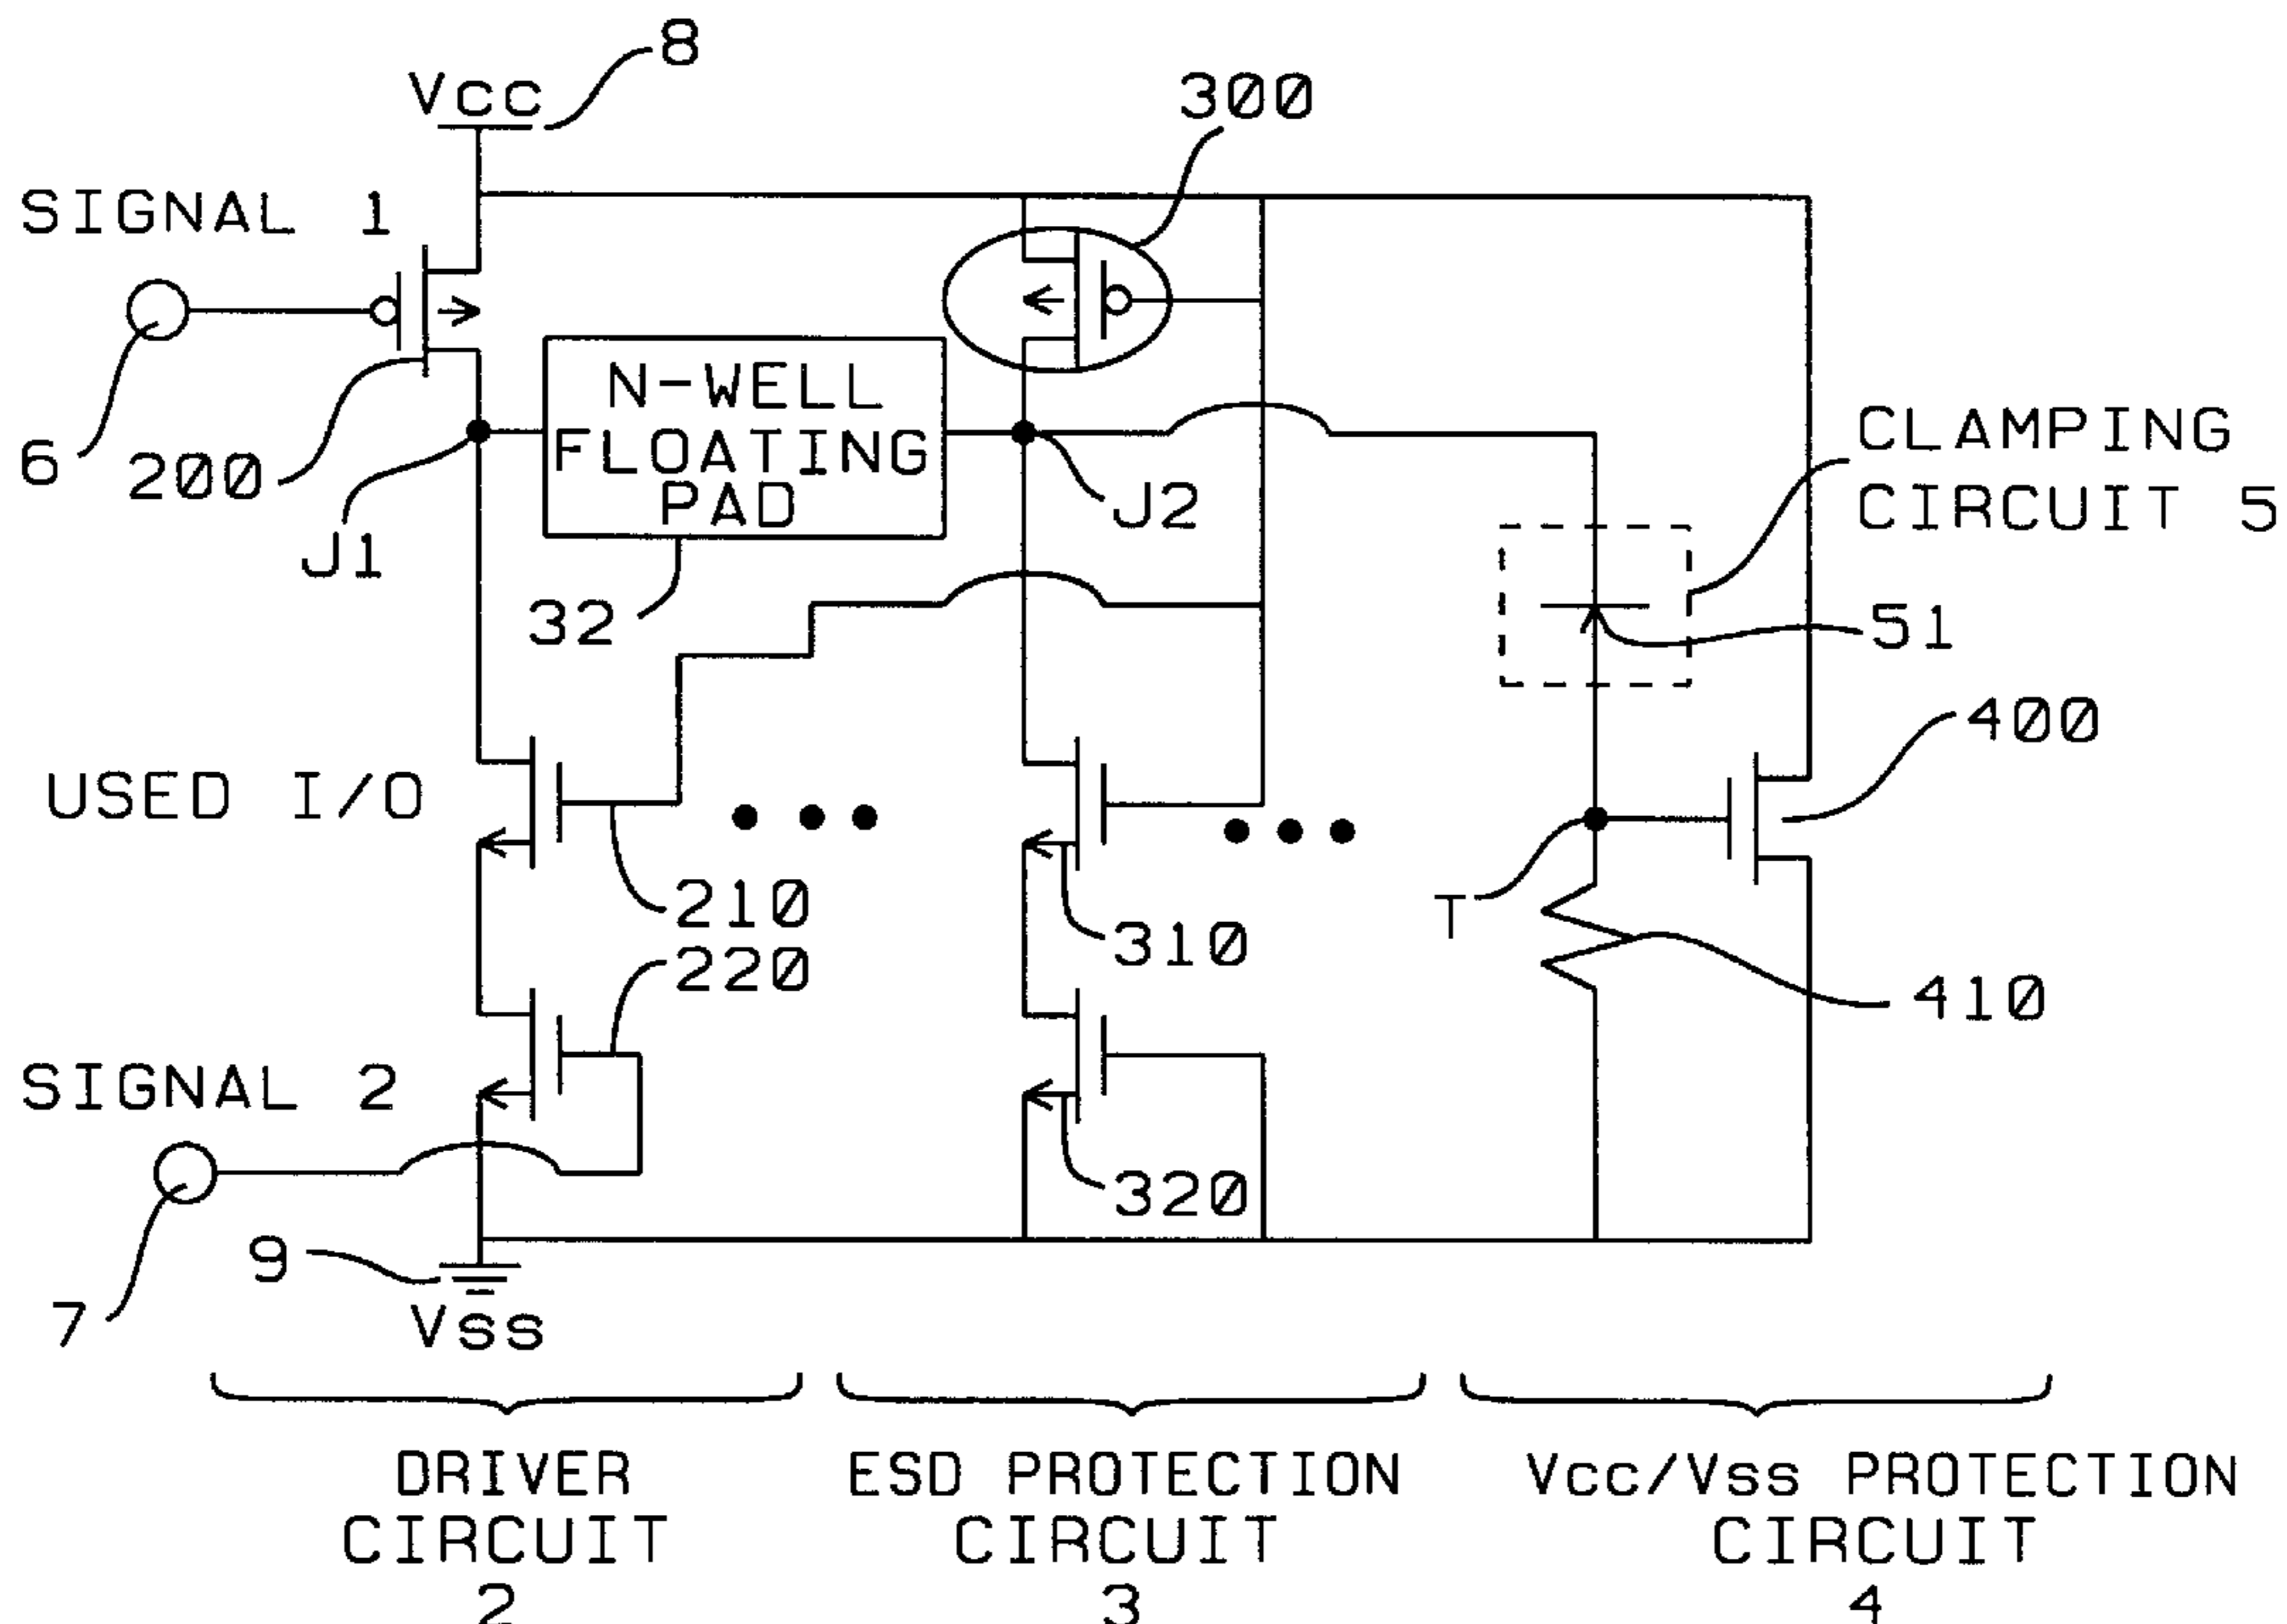 8
Vcc
300
SIGNAL 1
N-WELL
FLOATING
PAD
6
200
J1
J2
CLAMPING
CIRCUIT 5
32
51
400
USED I/O
210
T
310
220
410
SIGNAL 2
320
9
7
Vss
DRIVER
CIRCUIT
2
ESD PROTECTION
CIRCUIT
3
Vcc/Vss PROTECTION
CIRCUIT
4